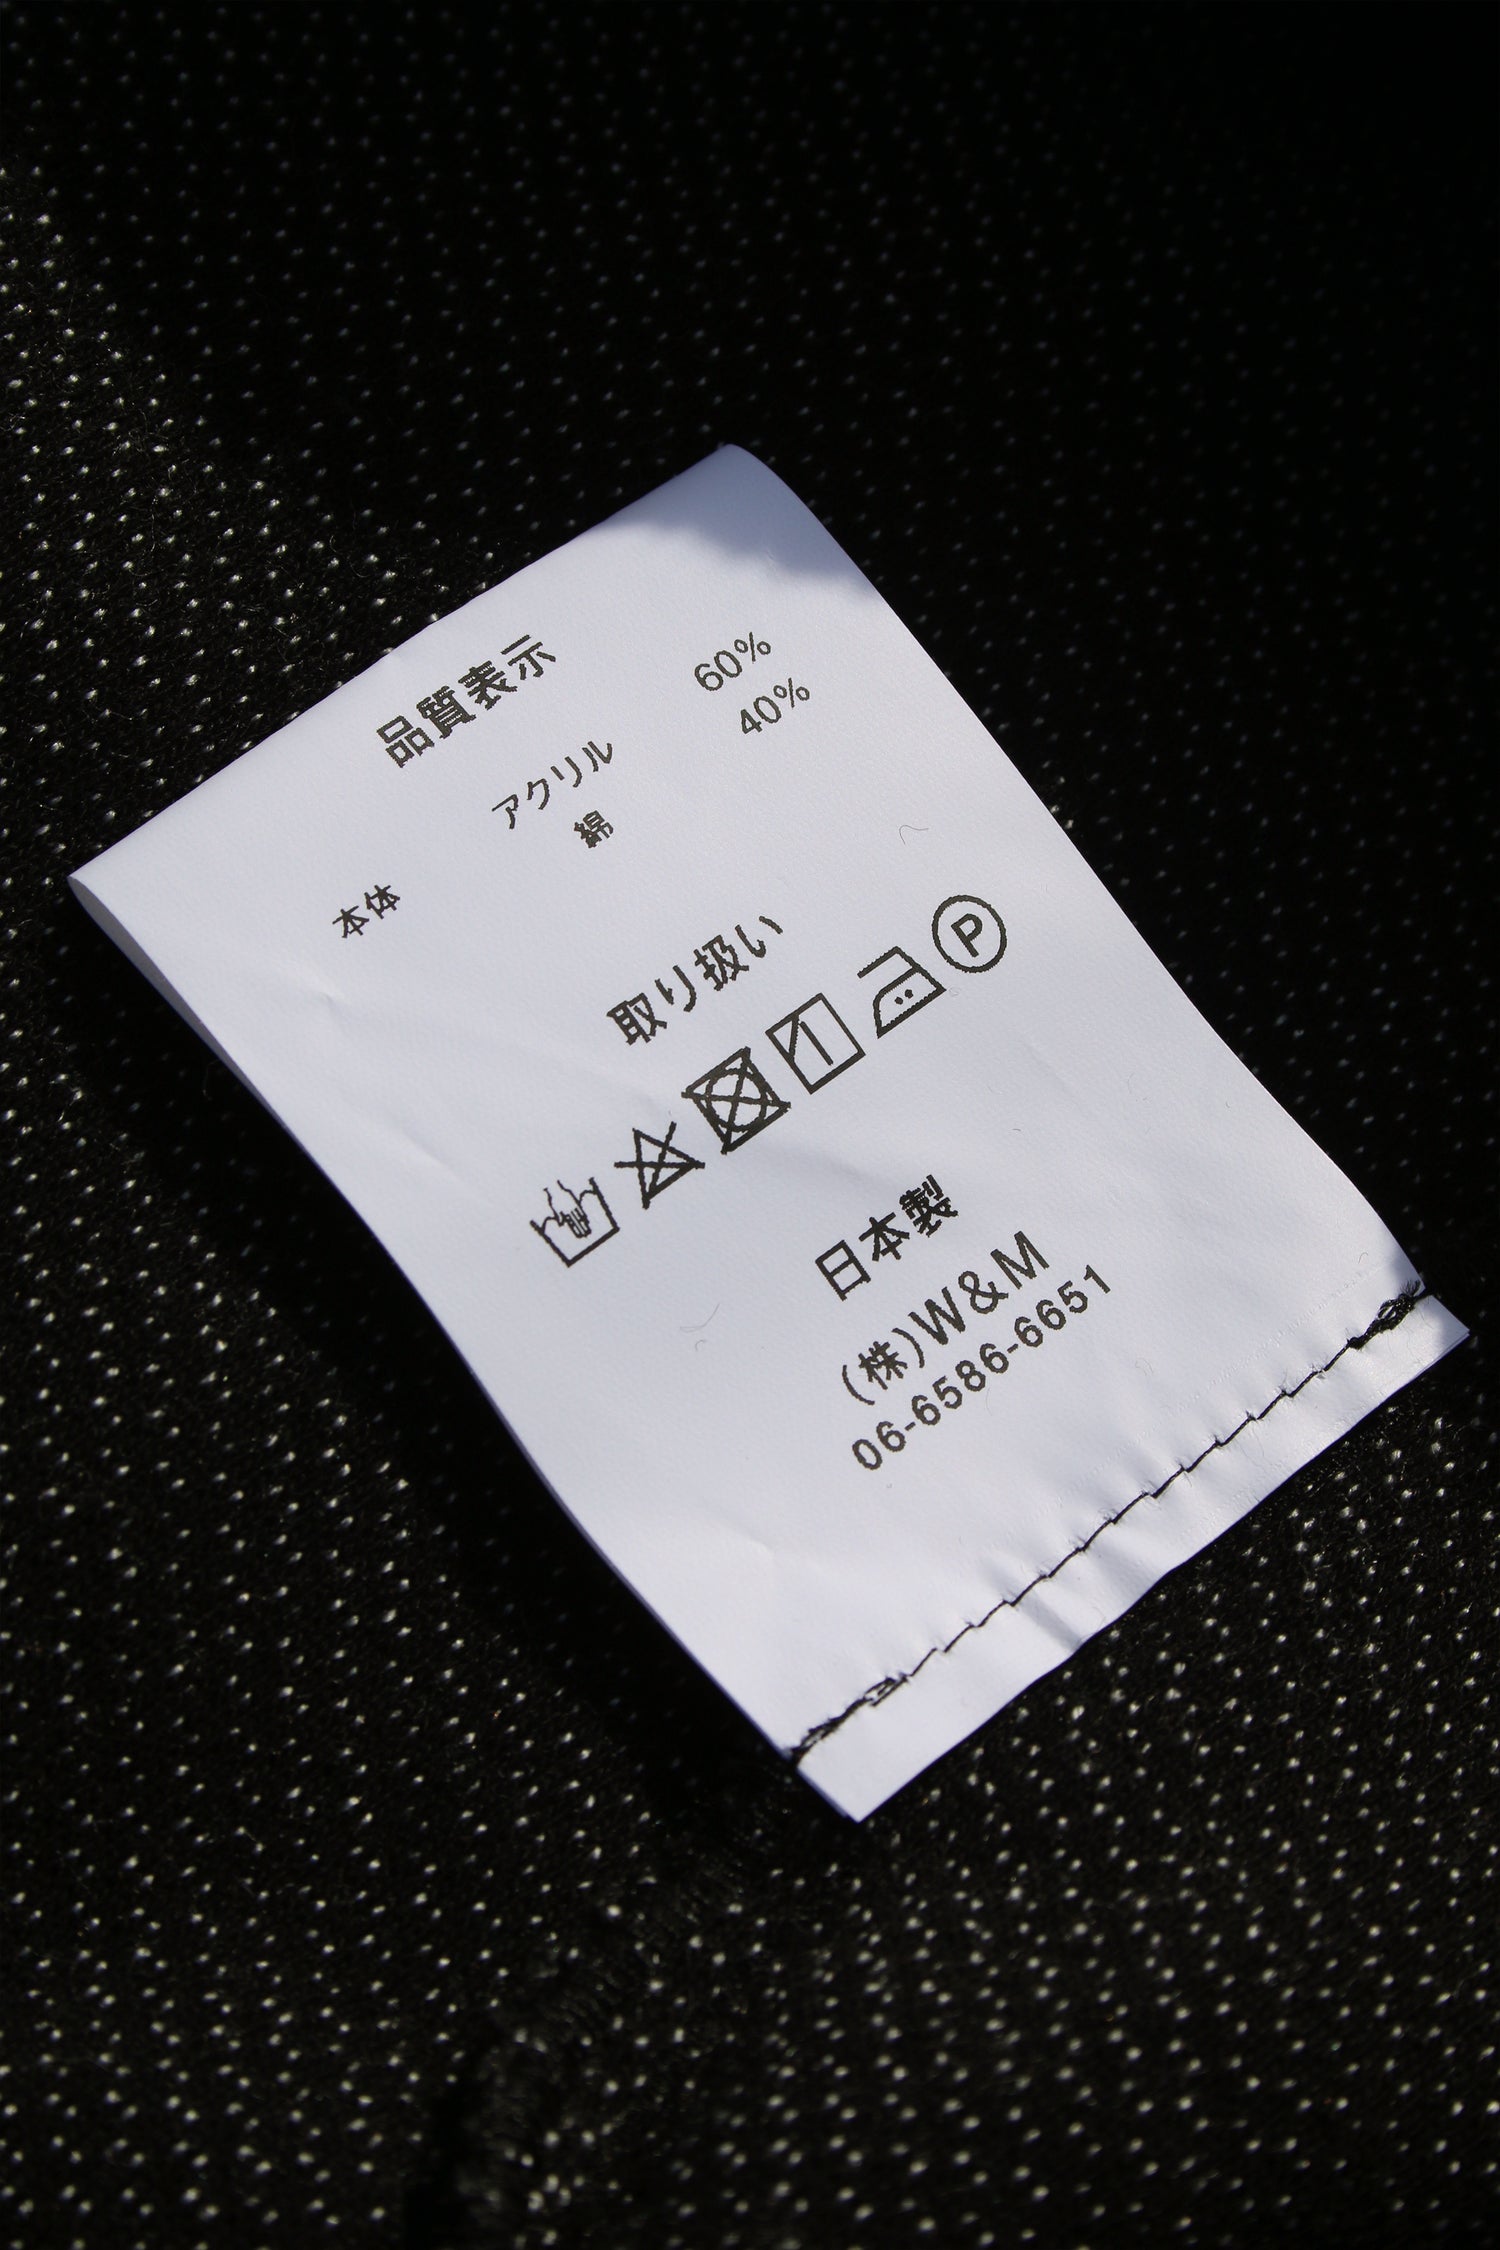 品質表示
本体 アクリル 60%
綿 40%
取り扱い
P
日本製
(株)W&M
06-6586-6651